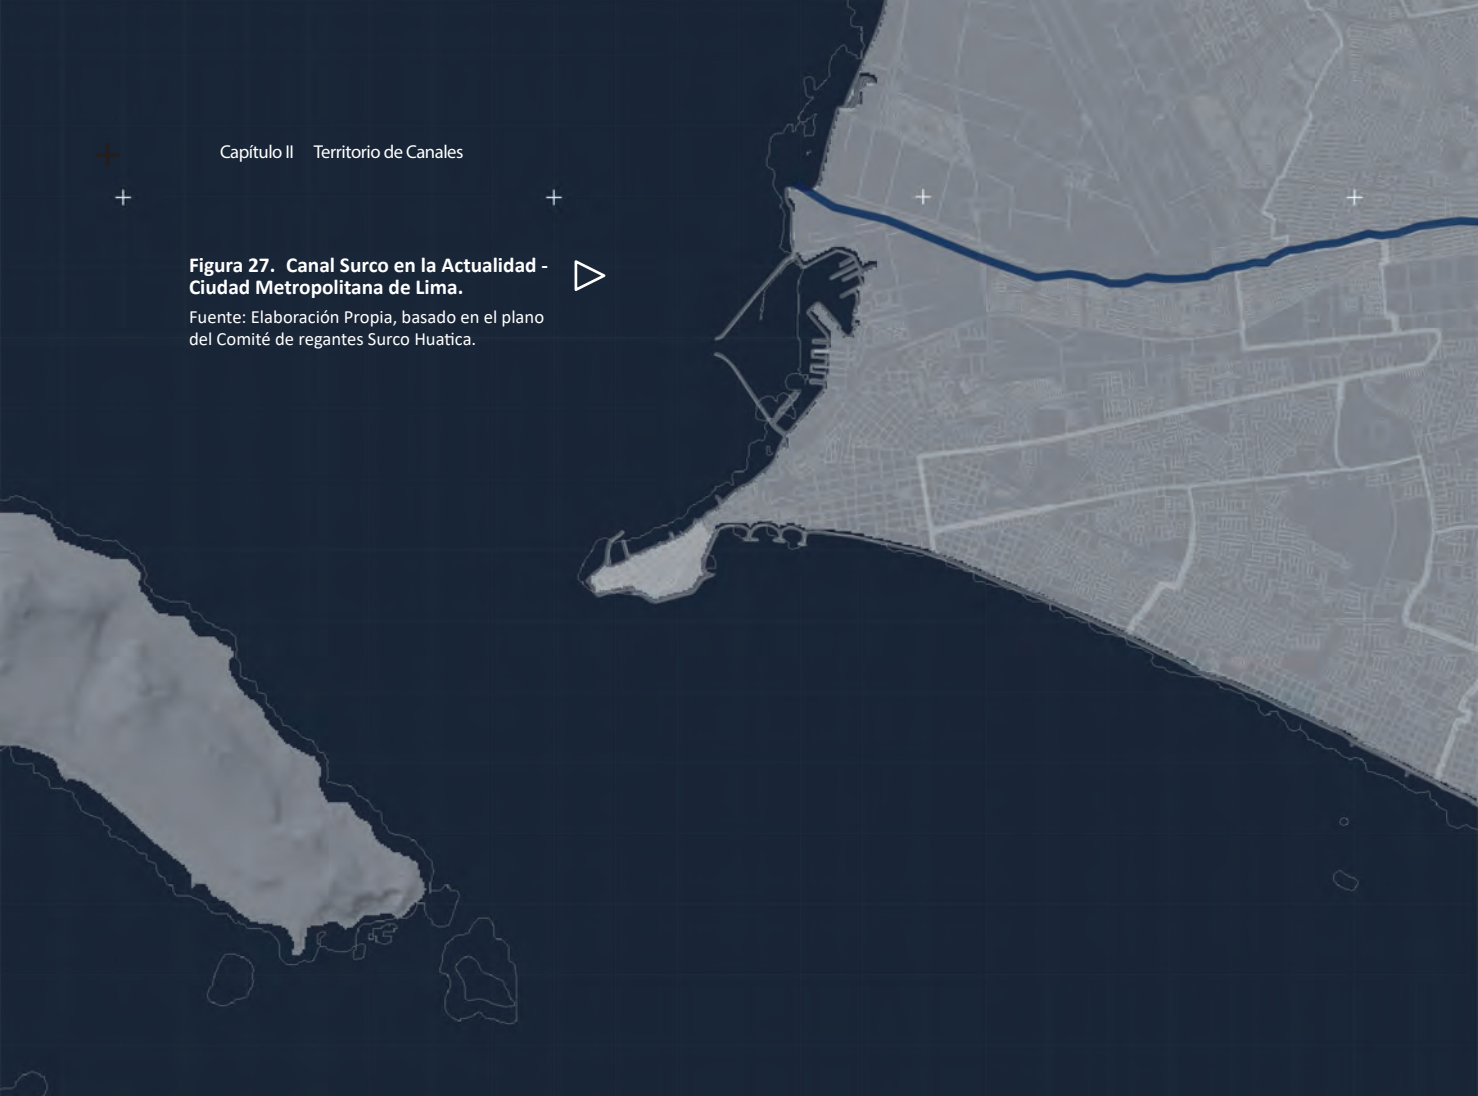 Capítulo II Territorio de Canales
Figura 27. Canal Surco en la Actualidad -
Ciudad Metropolitana de Lima.
Fuente: Elaboración Propia, basado en el plano
del Comité de regantes Surco Huatica.